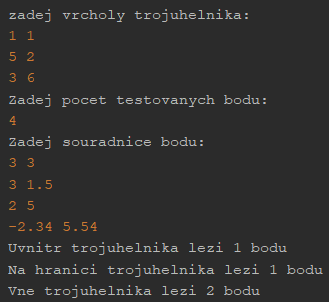 zadej vrcholy trojuhelnika:
1 1
5 2
3 6
Zadej pocet testovanych bodu:
4
Zadej souradnice bodu:
3 3
3 1.5
2 5
-2.34 5.54
Uvnitr trojuhelnika lezi 1 bodu
Na hranici trojuhelnika lezi 1 bodu
Vne trojuhelnika lezi 2 bodu